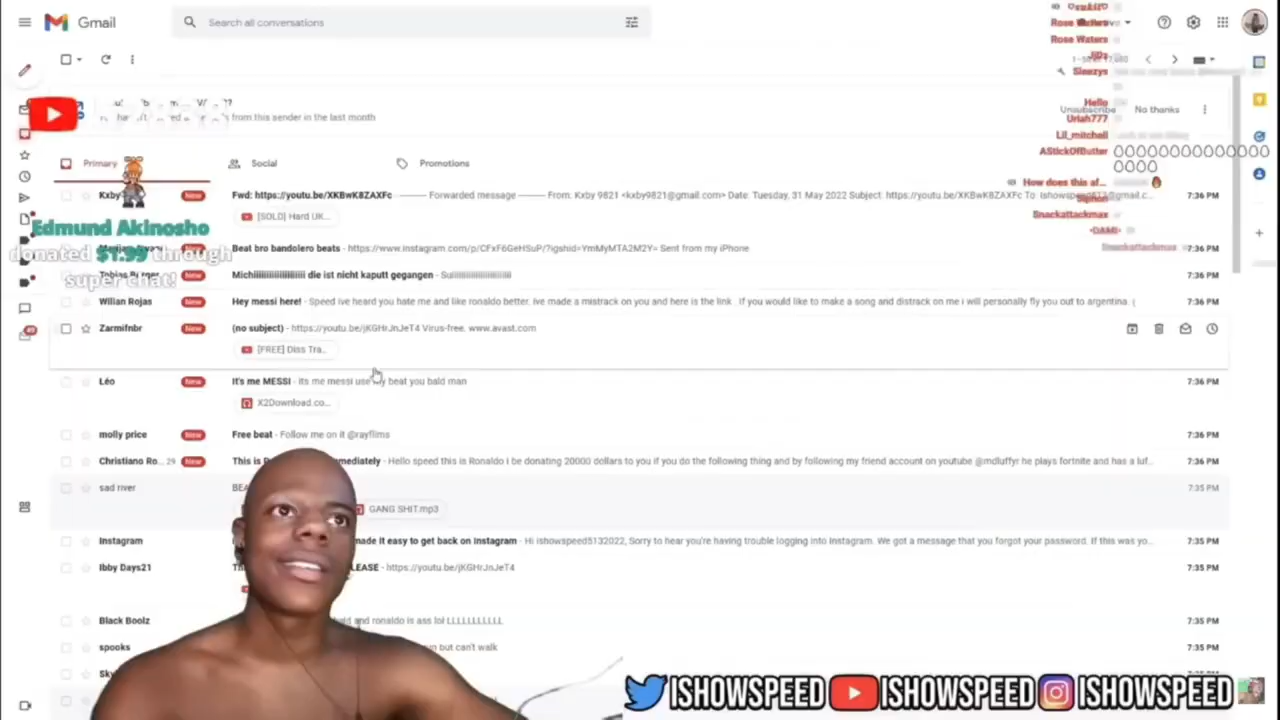 Gmail
Search all conversations
from this sender in the last month
No thanks
Primary
Social
Promotions
Rose Waters
Sleezys
Hello
Uriah777
Lil_mitchell
AStickOfButter
How does this af...
Siphon
Snackattackmax
-DAMI-
Snackattackmax
Edmund Akinosho
donated $1.99 through
super chat!
New Fwd: https://youtu.be/XKBwK8ZAXFc Forwarded message From: Kxby 9821 <kxby9821@gmail.com> Date: Tuesday, 31 May 2022 Subject: https://youtu.be/XKBwK8ZAXFc To: 7:36 PM
[SOLD] Hard UK...
New Beat bro bandolero beats - https://www.instagram.com/p/CFxF6GeHSuP/?igshid=YmMyMTA2M2Y= Sent from my iPhone 7:36 PM
New die ist nicht kaputt gegangen 7:36 PM
Wilian Rojas New Hey messi here! - Speed ive heard you hate me and like ronaldo better. ive made a mistrack on you and here is the link If you would like to make a song and distrack on me i will personally fly you out to argentina. ( 7:36 PM
Zarmifnbr New (no subject) - https://youtu.be/jKGHrJnJeT4 Virus-free. www.avast.com
[FREE] Diss Tra...
Léo New It's me MESSI - its me messi use my beat you bald man 7:36 PM
X2Download.co...
molly price New Free beat - Follow me on it @rayflims 7:36 PM
Christiano Ro... 29 New This is mmediately - Hello speed this is Ronaldo i be donating 20000 dollars to you if you do the following thing and by following my friend account on youtube @mdluffyr he plays fortnite and has a luf... 7:36 PM
sad river 7:35 PM
GANG SHIT.mp3
Instagram made it easy to get back on Instagram - Hi ishowspeed5132022, Sorry to hear you're having trouble logging into Instagram. We got a message that you forgot your password. If this was yo... 7:35 PM
Ibby Days21 LEASE - https://youtu.be/jKGHrJnJeT4 7:35 PM
Black Boolz and ronaldo is ass lol LLLLLLLLLLL 7:35 PM
spooks but can't walk 7:35 PM
7:35 PM
ISHOWSPEED ISHOWSPEED ISHOWSPEED